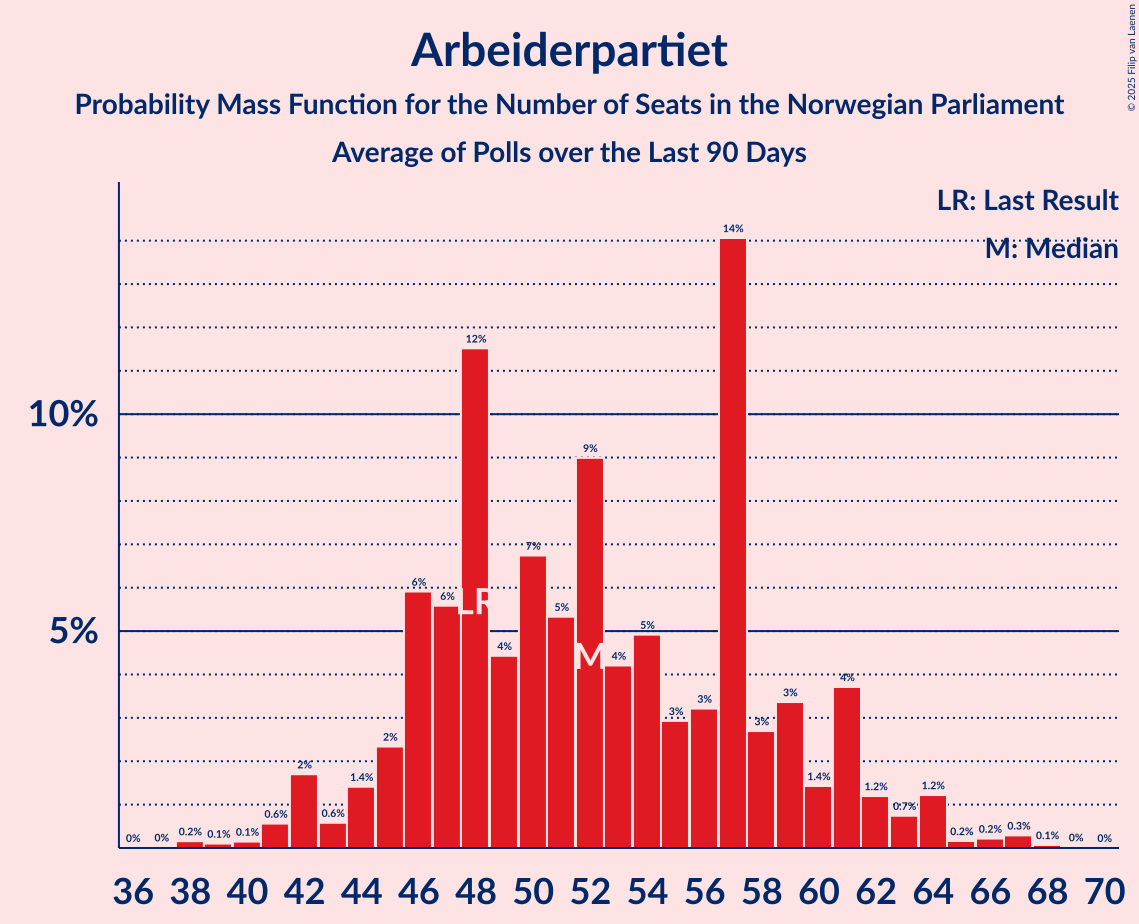 Arbeiderpartiet
Probability Mass Function for the Number of Seats in the Norwegian Parliament
Average of Polls over the Last 90 Days
© 2025 Filip van Laenen
LR: Last Result
M: Median
10%
5%
0% 0% 0.2% 0.1% 0.1% 0.6% 2% 0.6% 1.4% 2% 6% 6% 12% 4% 7% 5% 9% 4% 5% 3% 3% 14% 3% 3% 1.4% 4% 1.2% 0.7% 1.2% 0.2% 0.2% 0.3% 0.1% 0% 0%
LR
M
36 38 40 42 44 46 48 50 52 54 56 58 60 62 64 66 68 70